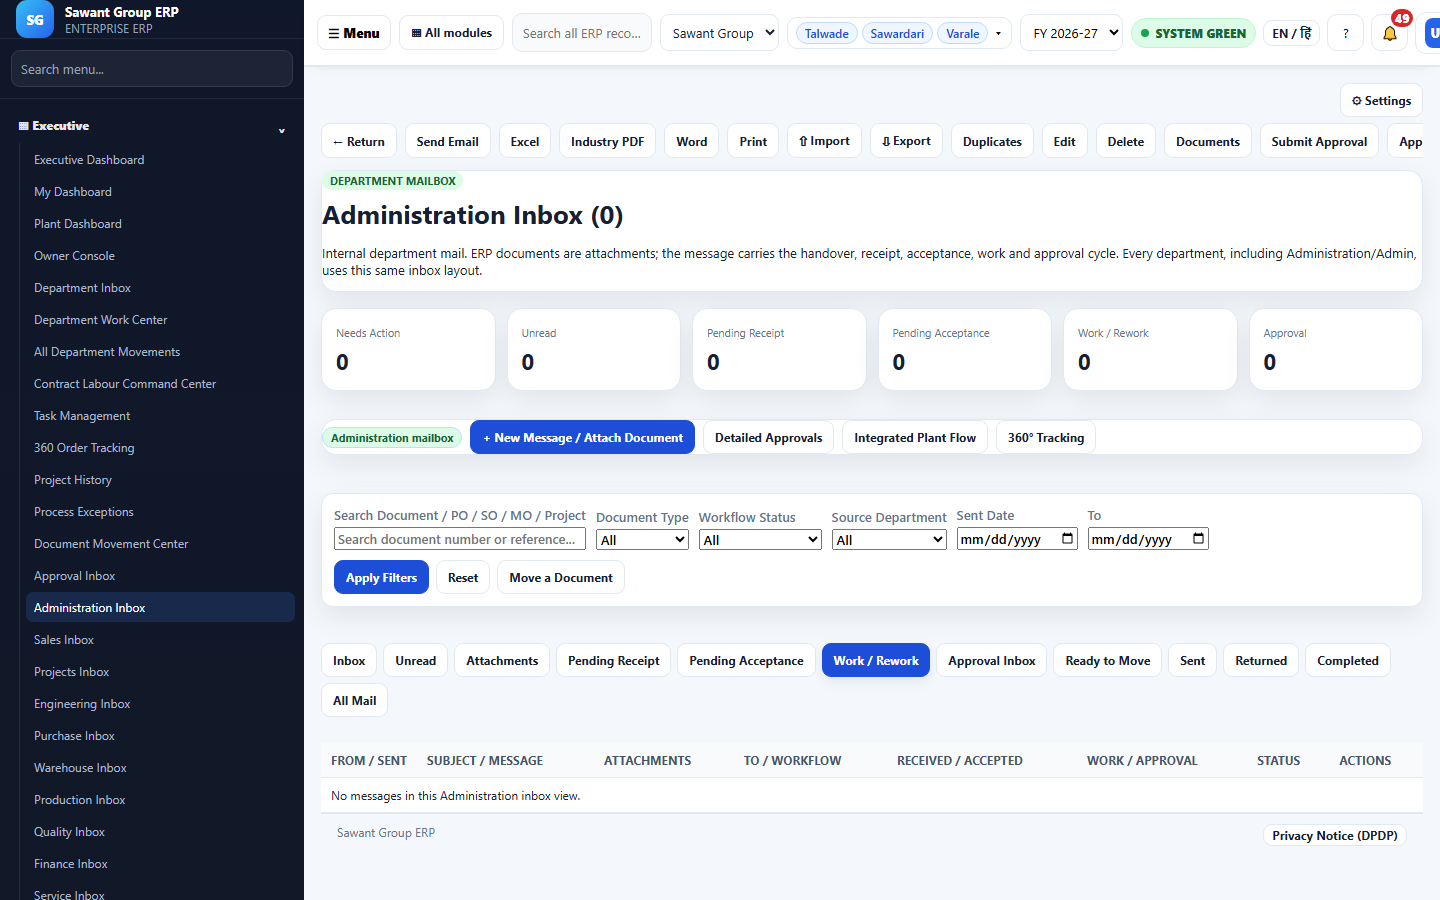 SG
Sawant Group ERP
ENTERPRISE ERP
Search menu...
Executive
Executive Dashboard
My Dashboard
Plant Dashboard
Owner Console
Department Inbox
Department Work Center
All Department Movements
Contract Labour Command Center
Task Management
360 Order Tracking
Project History
Process Exceptions
Document Movement Center
Approval Inbox
Administration Inbox
Sales Inbox
Projects Inbox
Engineering Inbox
Purchase Inbox
Warehouse Inbox
Production Inbox
Quality Inbox
Finance Inbox
Service Inbox
☰ Menu
All modules
Search all ERP reco...
Sawant Group
Talwade
Sawardari
Varale
FY 2026-27
SYSTEM GREEN
EN / हिं
?
49
U
⚙ Settings
← Return
Send Email
Excel
Industry PDF
Word
Print
⇧ Import
⇩ Export
Duplicates
Edit
Delete
Documents
Submit Approval
App
DEPARTMENT MAILBOX
Administration Inbox (0)
Internal department mail. ERP documents are attachments; the message carries the handover, receipt, acceptance, work and approval cycle. Every department, including Administration/Admin,
uses this same inbox layout.
Needs Action
0
Unread
0
Pending Receipt
0
Pending Acceptance
0
Work / Rework
0
Approval
0
Administration mailbox
+ New Message / Attach Document
Detailed Approvals
Integrated Plant Flow
360° Tracking
Search Document / PO / SO / MO / Project
Search document number or reference...
Document Type
All
Workflow Status
All
Source Department
All
Sent Date
mm/dd/yyyy
To
mm/dd/yyyy
Apply Filters
Reset
Move a Document
Inbox
Unread
Attachments
Pending Receipt
Pending Acceptance
Work / Rework
Approval Inbox
Ready to Move
Sent
Returned
Completed
All Mail
FROM / SENT
SUBJECT / MESSAGE
ATTACHMENTS
TO / WORKFLOW
RECEIVED / ACCEPTED
WORK / APPROVAL
STATUS
ACTIONS
No messages in this Administration inbox view.
Sawant Group ERP
Privacy Notice (DPDP)